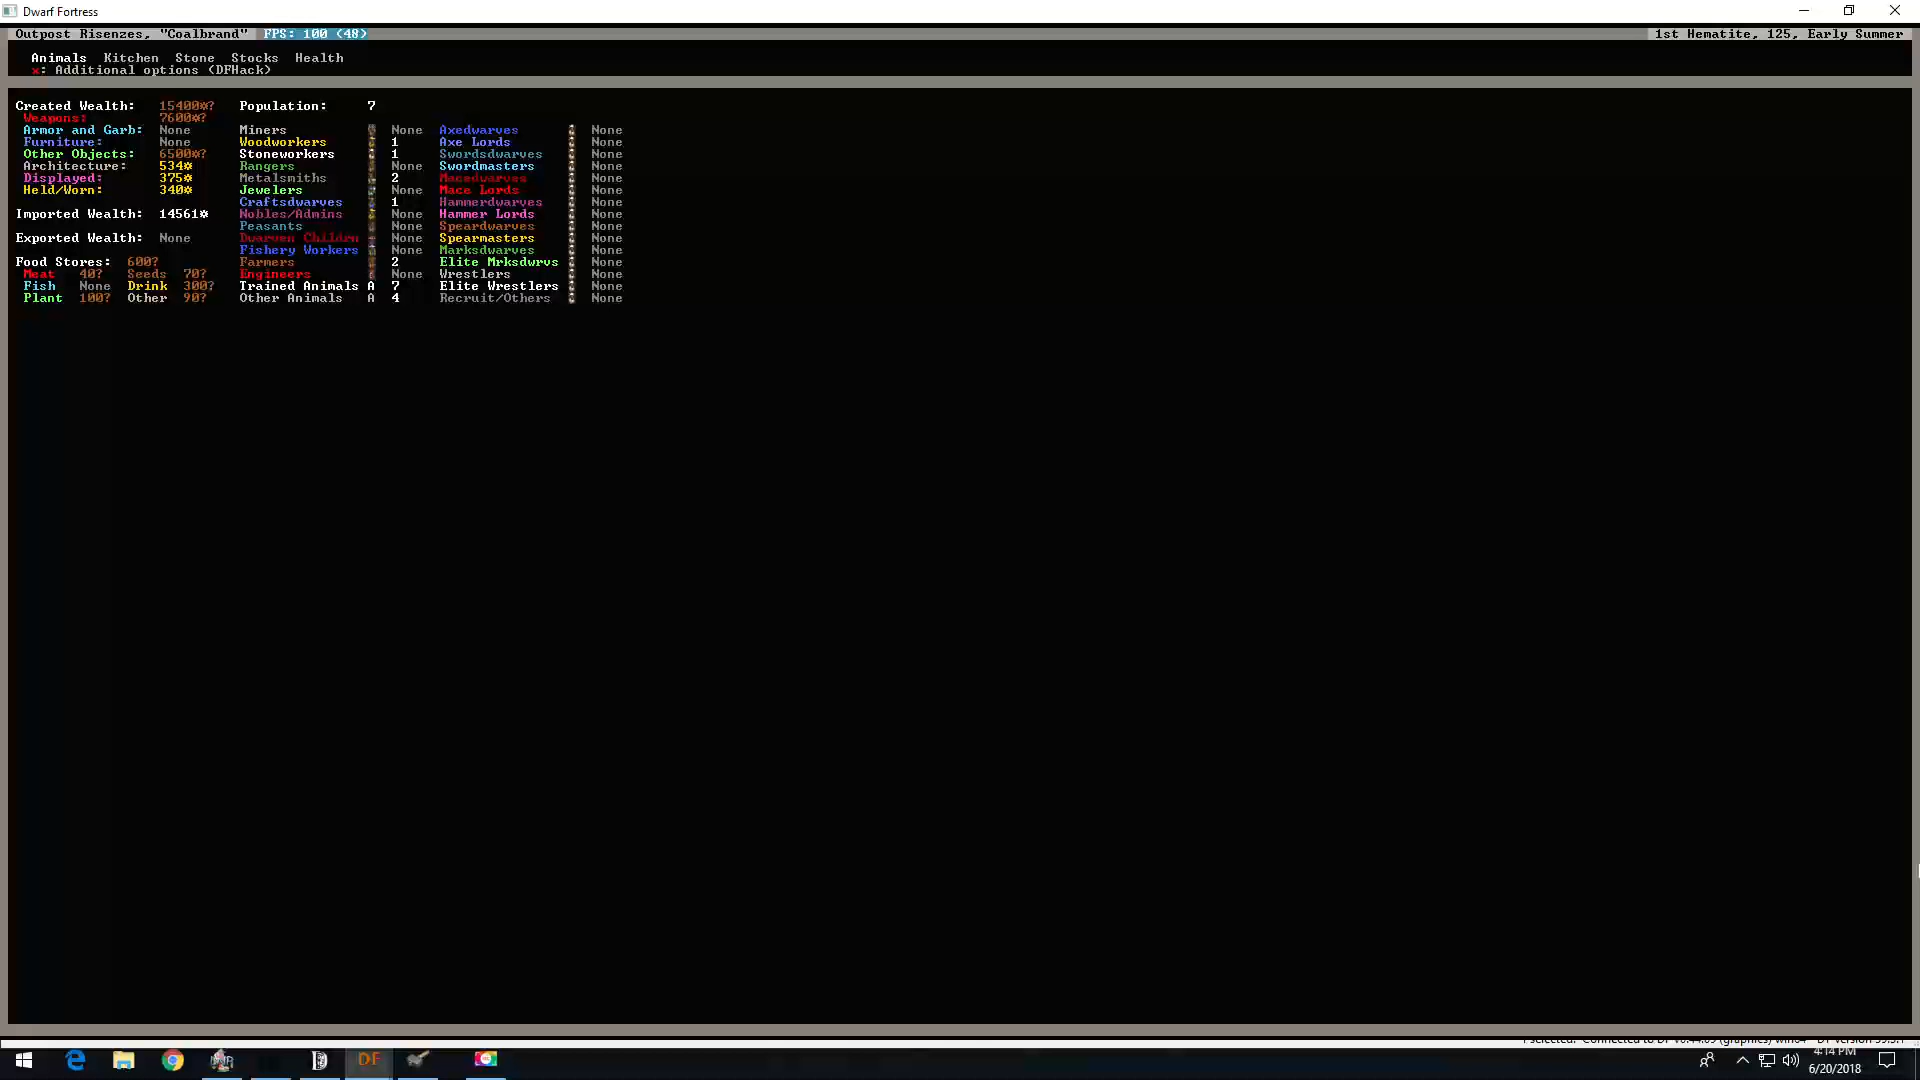 Dwarf Fortress
Outpost Risenzes, "Coalbrand" FPS: 100 (48) 1st Hematite, 125, Early Summer
Animals Kitchen Stone Stocks Health
x: Additional options (DFHack)
Created Wealth: 15400☼? Population: 7
Weapons: 7600☼?
Armor and Garb: None Miners None Axedwarves None
Furniture: None Woodworkers 1 Axe Lords None
Other Objects: 6500☼? Stoneworkers 1 Swordsdwarves None
Architecture: 534☼ Rangers None Swordmasters None
Displayed: 375☼ Metalsmiths 2 Macedwarves None
Held/Worn: 340☼ Jewelers None Mace Lords None
Craftsdwarves 1 Hammerdwarves None
Imported Wealth: 14561☼ Nobles/Admins None Hammer Lords None
Peasants None Speardwarves None
Exported Wealth: None Dwarven Childrn None Spearmasters None
Fishery Workers None Marksdwarves None
Food Stores: 600? Farmers 2 Elite Mrksdwrvs None
Meat 40? Seeds 70? Engineers None Wrestlers None
Fish None Drink 300? Trained Animals A 7 Elite Wrestlers None
Plant 100? Other 90? Other Animals A 4 Recruit/Others None
DF
4:14 PM
6/20/2018